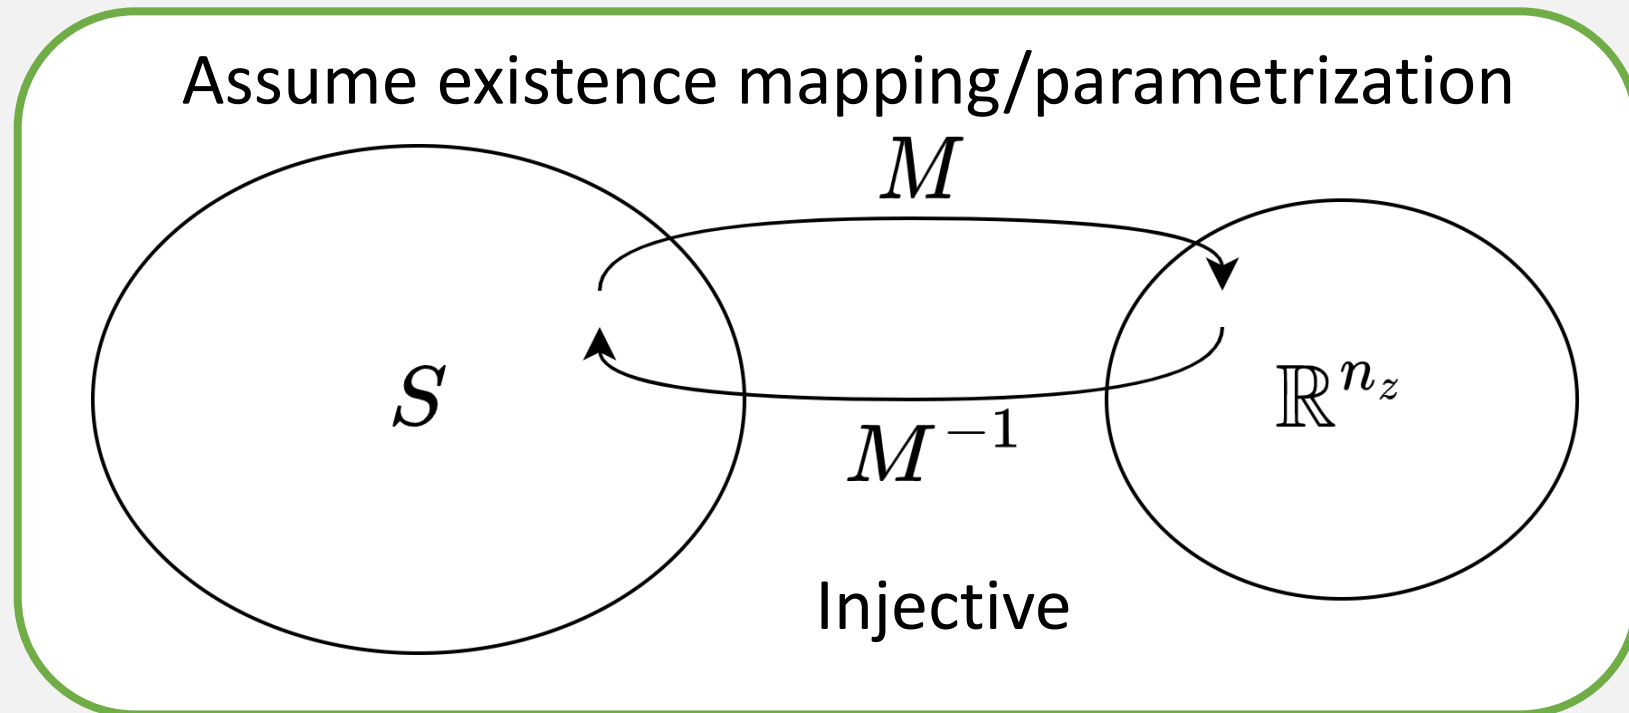 Assume existence mapping/parametrization
M
S
ℝ^{n_z}
M^{-1}
Injective